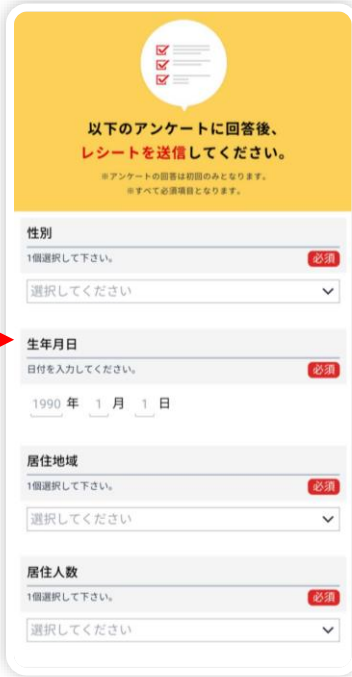 以下のアンケートに回答後、
レシートを送信してください。
※アンケートの回答は初回のみとなります。
※すべて必須項目となります。
性別
1個選択して下さい。 必須
選択してください
生年月日
日付を入力してください。 必須
1990 年 1 月 1 日
居住地域
1個選択して下さい。 必須
選択してください
居住人数
1個選択して下さい。 必須
選択してください